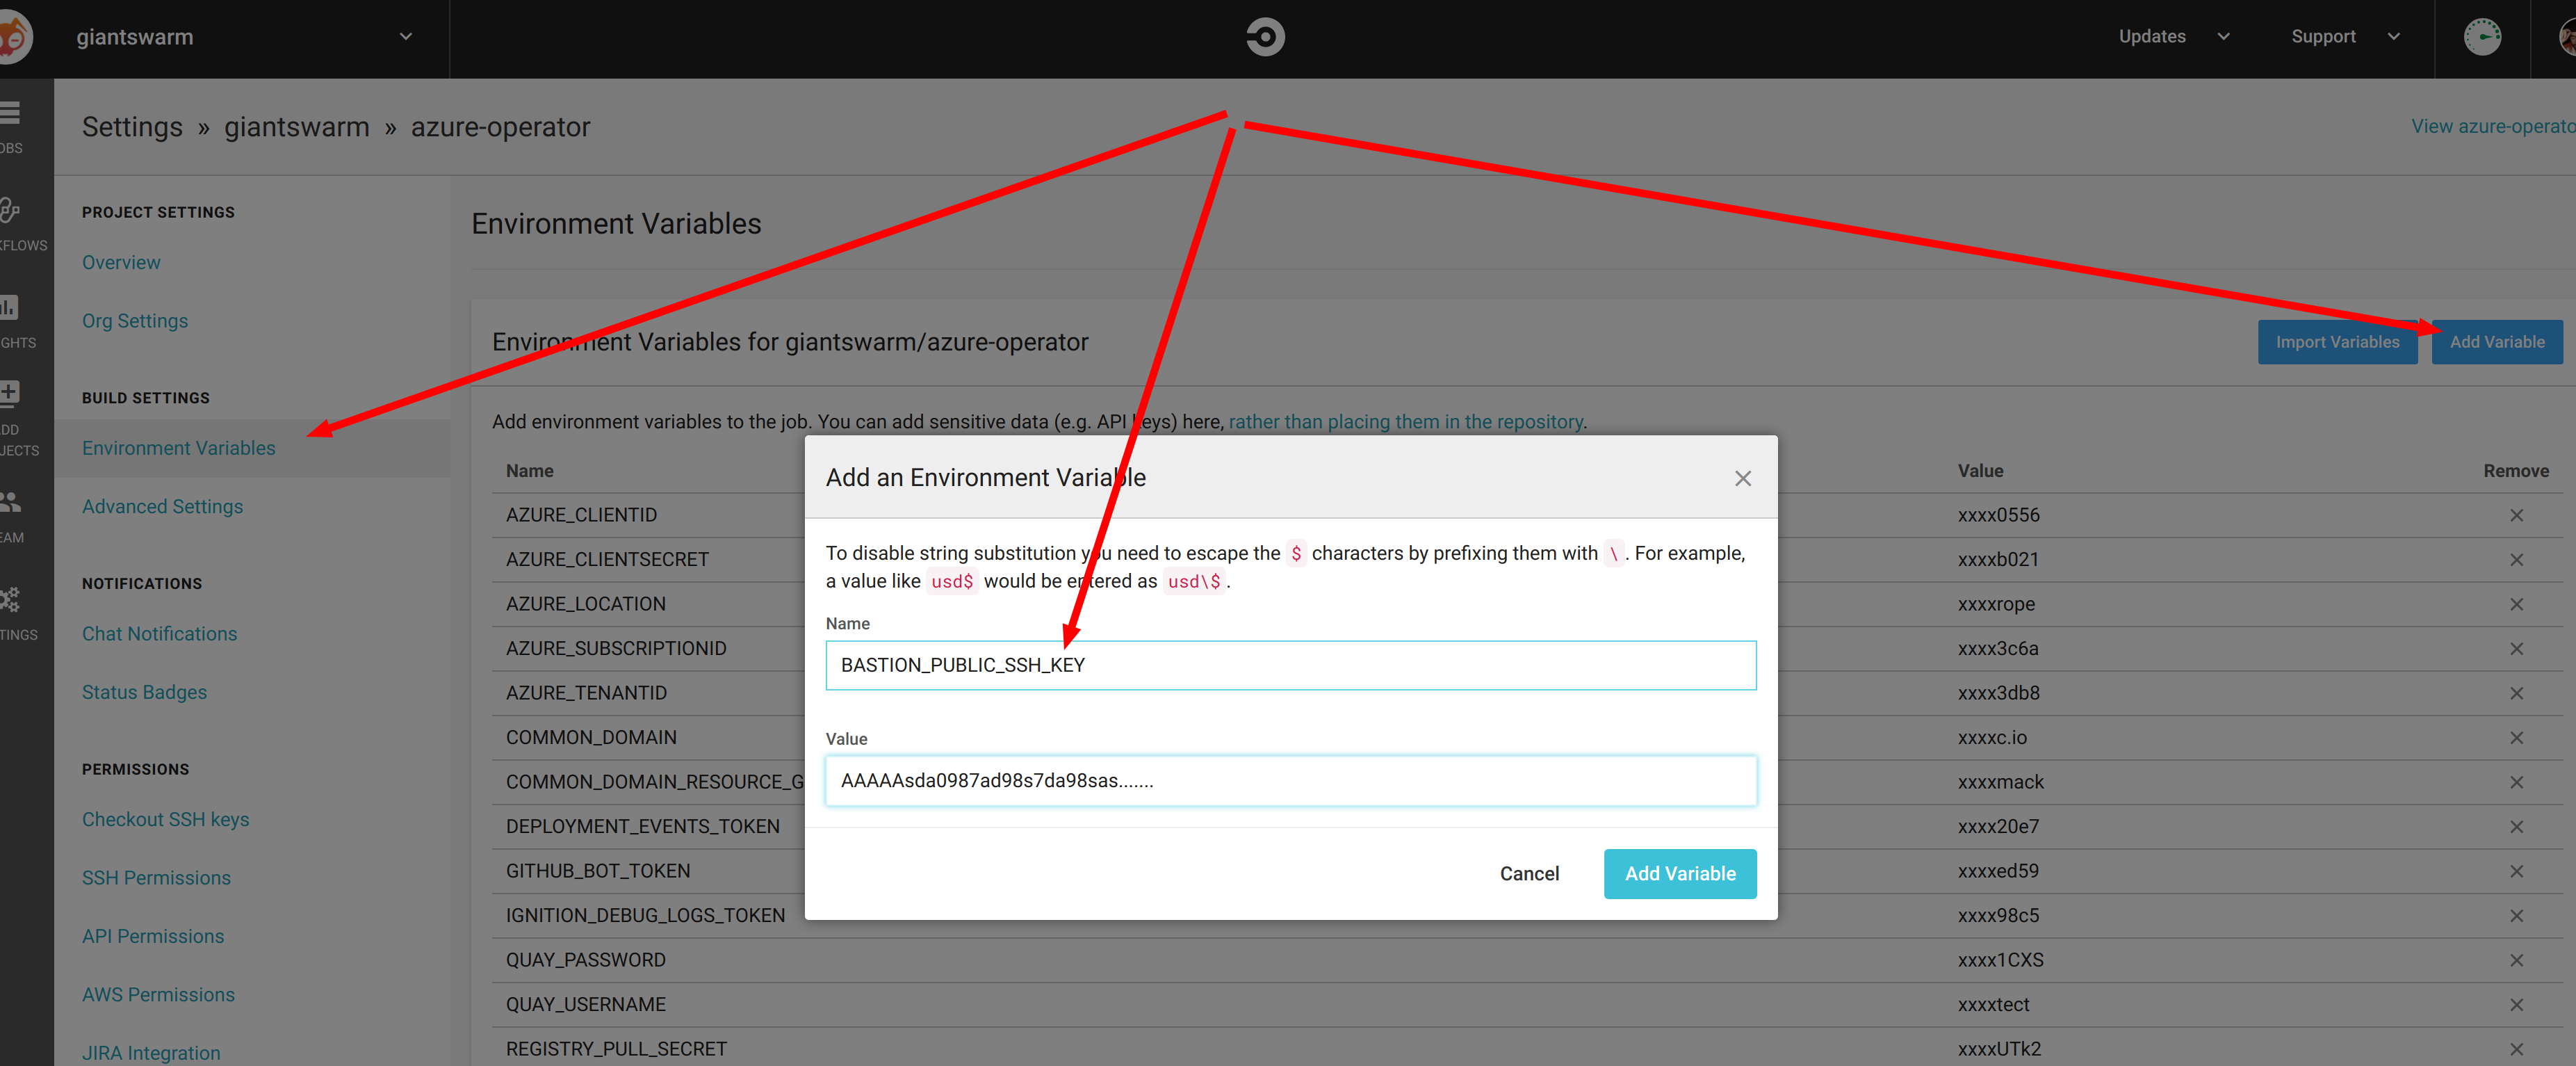 giantswarm
Updates
Support
OBS
KFLOWS
GHTS
DD
JECTS
EAM
TINGS
Settings » giantswarm » azure-operator
View azure-operato
PROJECT SETTINGS
Overview
Org Settings
BUILD SETTINGS
Environment Variables
Advanced Settings
NOTIFICATIONS
Chat Notifications
Status Badges
PERMISSIONS
Checkout SSH keys
SSH Permissions
API Permissions
AWS Permissions
JIRA Integration
Environment Variables
Environment Variables for giantswarm/azure-operator
Import Variables
Add Variable
Add environment variables to the job. You can add sensitive data (e.g. API keys) here, rather than placing them in the repository.
Name Value Remove
AZURE_CLIENTID xxxx0556
AZURE_CLIENTSECRET xxxxb021
AZURE_LOCATION xxxxrope
AZURE_SUBSCRIPTIONID xxxx3c6a
AZURE_TENANTID xxxx3db8
COMMON_DOMAIN xxxxc.io
COMMON_DOMAIN_RESOURCE_G xxxxmack
DEPLOYMENT_EVENTS_TOKEN xxxx20e7
GITHUB_BOT_TOKEN xxxxed59
IGNITION_DEBUG_LOGS_TOKEN xxxx98c5
QUAY_PASSWORD xxxx1CXS
QUAY_USERNAME xxxxtect
REGISTRY_PULL_SECRET xxxxUTk2
Add an Environment Variable
To disable string substitution you need to escape the $ characters by prefixing them with \. For example,
a value like usd$ would be entered as usd\$.
Name
BASTION_PUBLIC_SSH_KEY
Value
AAAAAsda0987ad98s7da98sas.......
Cancel
Add Variable